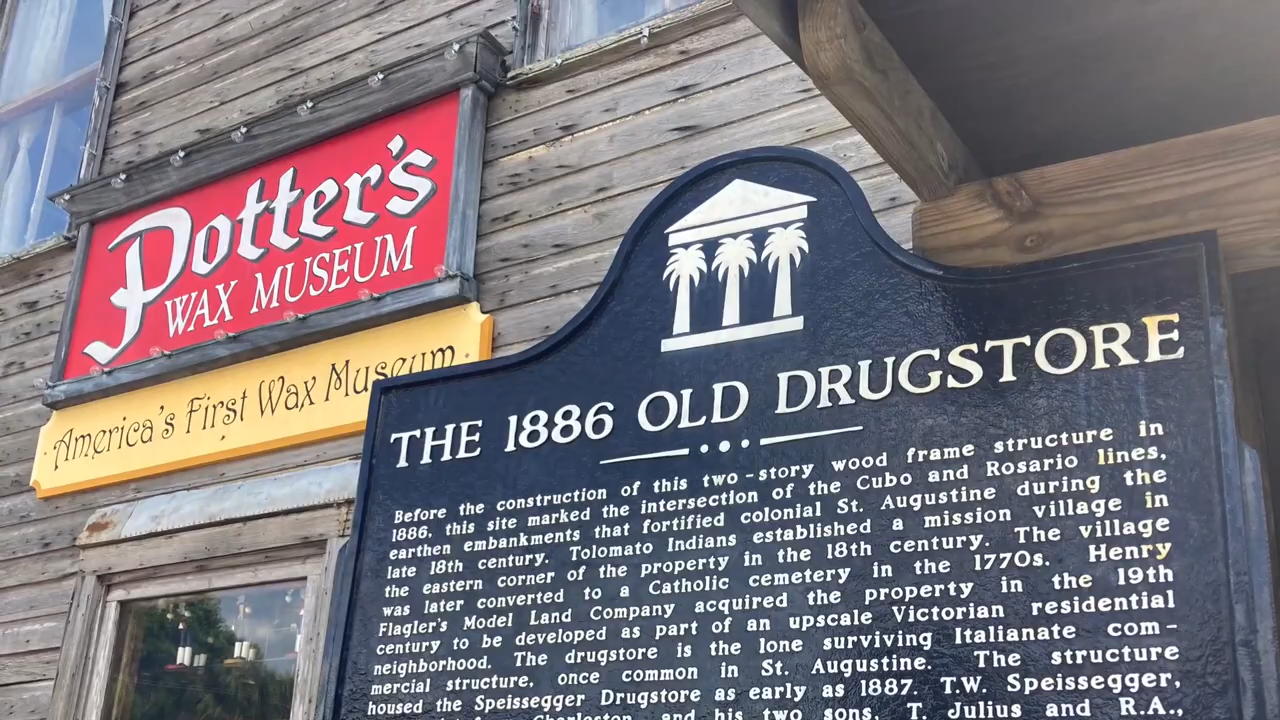 Potter's
WAX MUSEUM
America's First Wax Museum
THE 1886 OLD DRUGSTORE
Before the construction of this two-story wood frame structure in
1886, this site marked the intersection of the Cubo and Rosario lines,
earthen embankments that fortified colonial St. Augustine during the
late 18th century. Tolomato Indians established a mission village in
the eastern corner of the property in the 18th century. The village
was later converted to a Catholic cemetery in the 1770s. Henry
Flagler's Model Land Company acquired the property in the 19th
century to be developed as part of an upscale Victorian residential
neighborhood. The drugstore is the lone surviving Italianate com-
mercial structure, once common in St. Augustine. The structure
housed the Speissegger Drugstore as early as 1887. T.W. Speissegger,
Charleston, and his two sons, T. Julius and R.A.,